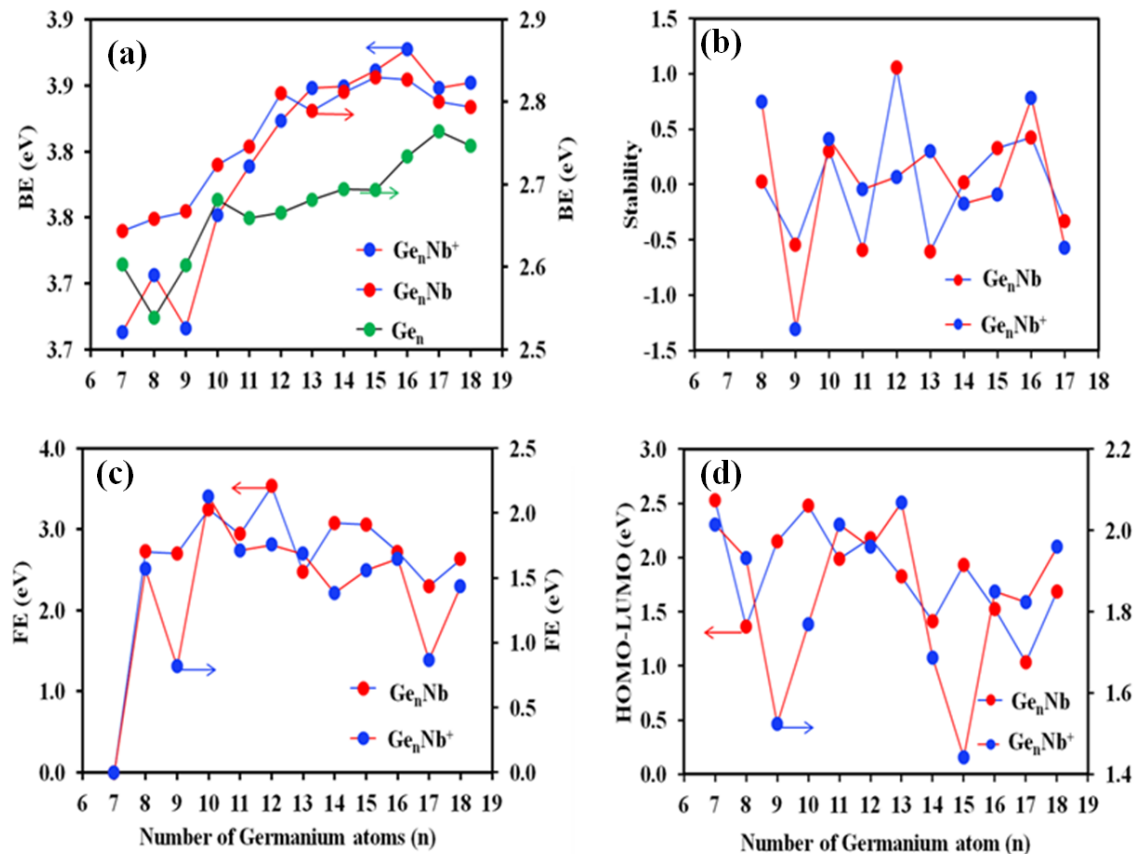 (a)
3.9
3.9
3.8
3.8
3.7
3.7
BE (eV)
2.9
2.8
2.7
2.6
2.5
BE (eV)
GenNb+
GenNb
Gen
6 7 8 9 10 11 12 13 14 15 16 17 18 19
(b)
1.5
1.0
0.5
0.0
-0.5
-1.0
-1.5
Stability
GenNb
GenNb+
6 7 8 9 10 11 12 13 14 15 16 17 18
(c)
4.0
3.0
2.0
1.0
0.0
FE (eV)
2.5
2.0
1.5
1.0
0.5
0.0
FE (eV)
GenNb
GenNb+
6 7 8 9 10 11 12 13 14 15 16 17 18 19
Number of Germanium atoms (n)
(d)
3.0
2.5
2.0
1.5
1.0
0.5
0.0
HOMO-LUMO (eV)
2.2
2.0
1.8
1.6
1.4
GenNb
GenNb+
6 7 8 9 10 11 12 13 14 15 16 17 18 19
Number of Germanium atom (n)